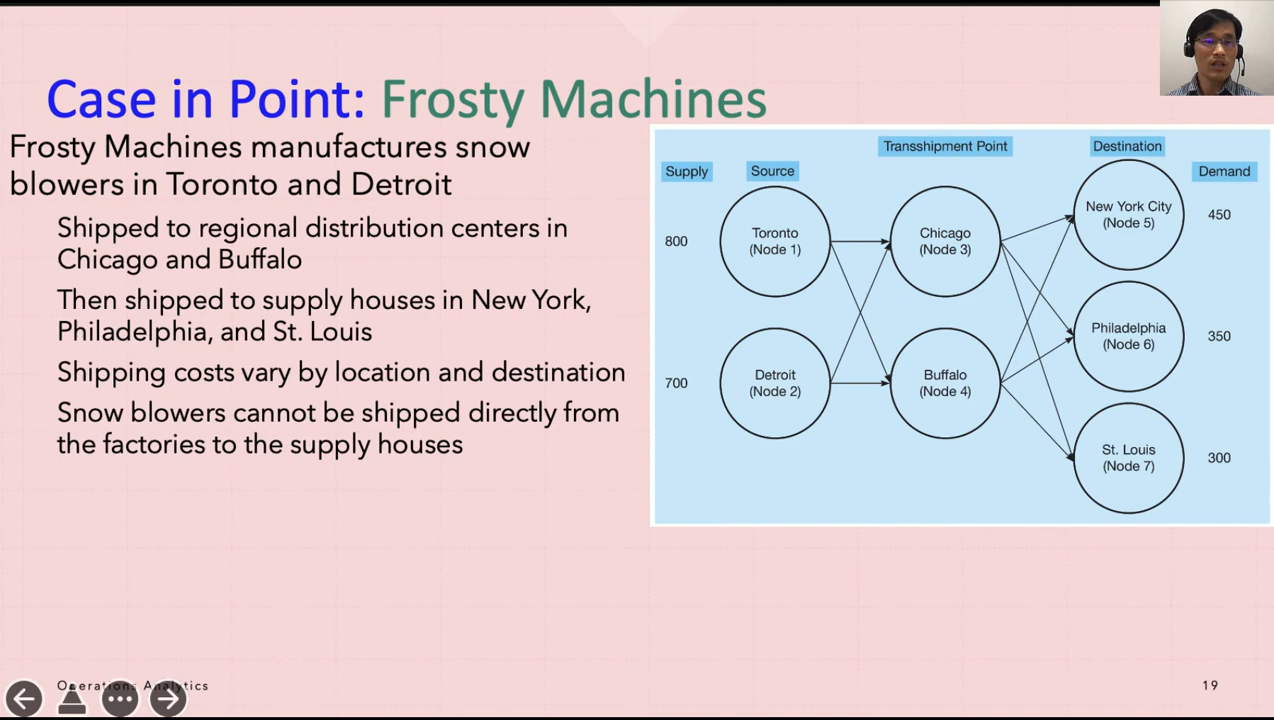 Case in Point: Frosty Machines
Frosty Machines manufactures snow
blowers in Toronto and Detroit
Shipped to regional distribution centers in
Chicago and Buffalo
Then shipped to supply houses in New York,
Philadelphia, and St. Louis
Shipping costs vary by location and destination
Snow blowers cannot be shipped directly from
the factories to the supply houses
Transshipment Point
Destination
Supply
Source
Demand
New York City
(Node 5)
450
Toronto
(Node 1)
Chicago
(Node 3)
800
Philadelphia
(Node 6)
350
Detroit
(Node 2)
Buffalo
(Node 4)
700
St. Louis
(Node 7)
300
Operations Analytics
19